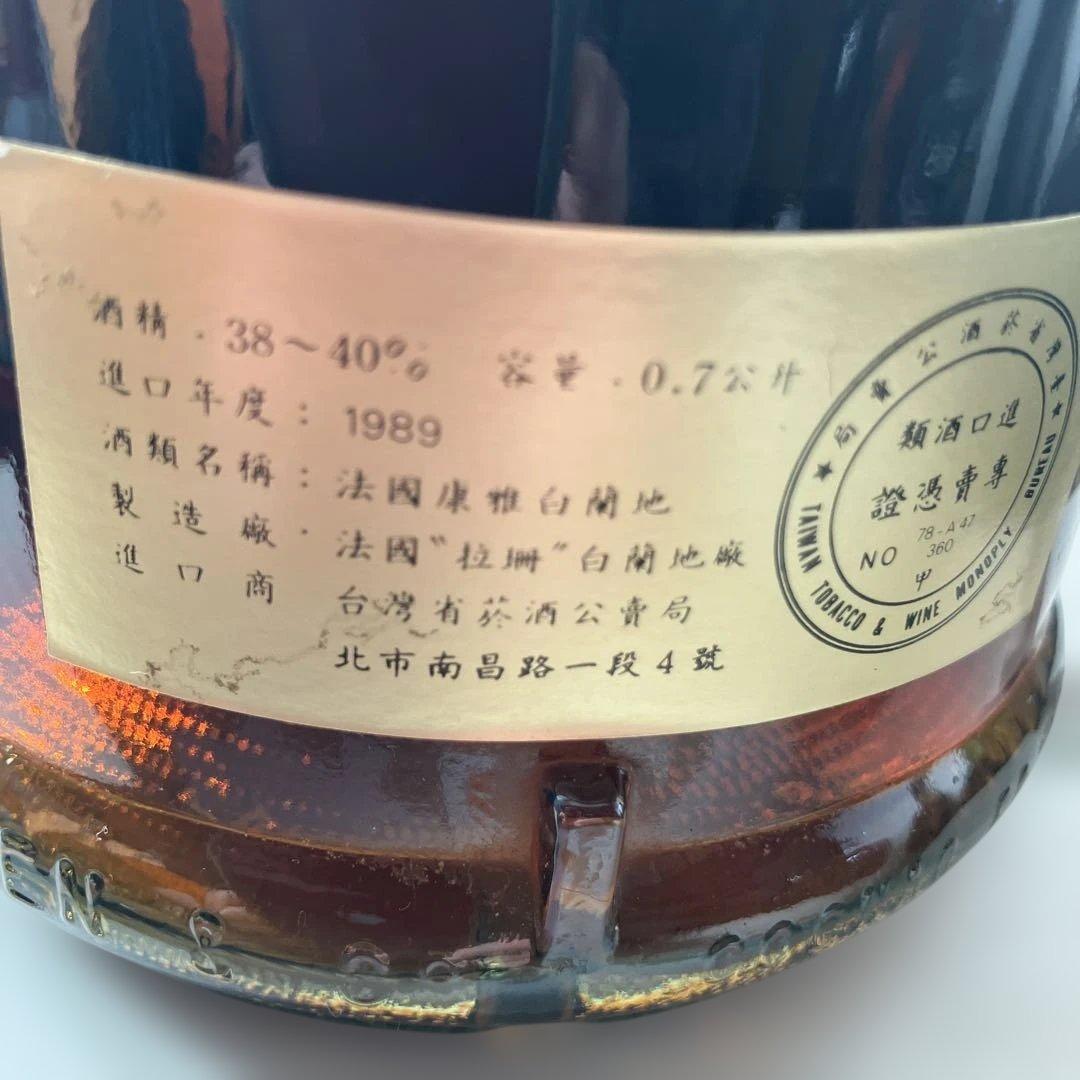 酒精．38～40% 容量．0.7公升
進口年度：1989
酒類名稱：法國康雅白蘭地
製造廠．法國“拉珊”白蘭地廠
進口商 台灣省菸酒公賣局
北市南昌路一段4號
局賣公酒菸省灣臺
類酒口進
證憑賣專
NO 78-A47
360
甲
TAIWAN TOBACCO & WINE MONOPLY BUREAU
EN &